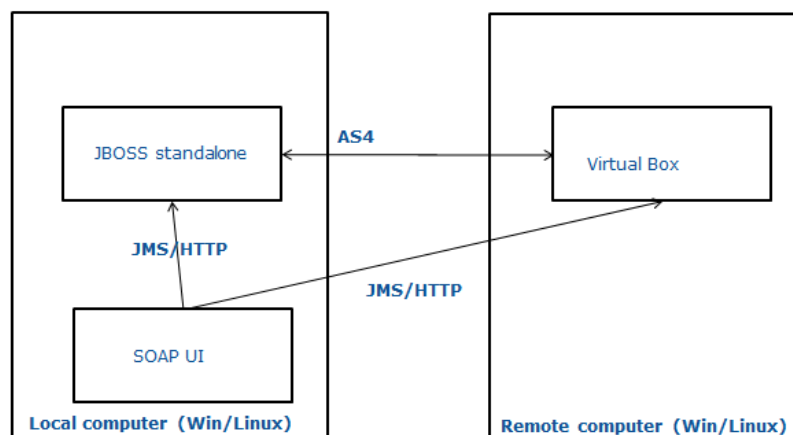 AS4
JBOSS standalone
Virtual Box
JMS/HTTP
JMS/HTTP
SOAP UI
Local computer (Win/Linux)
Remote computer (Win/Linux)